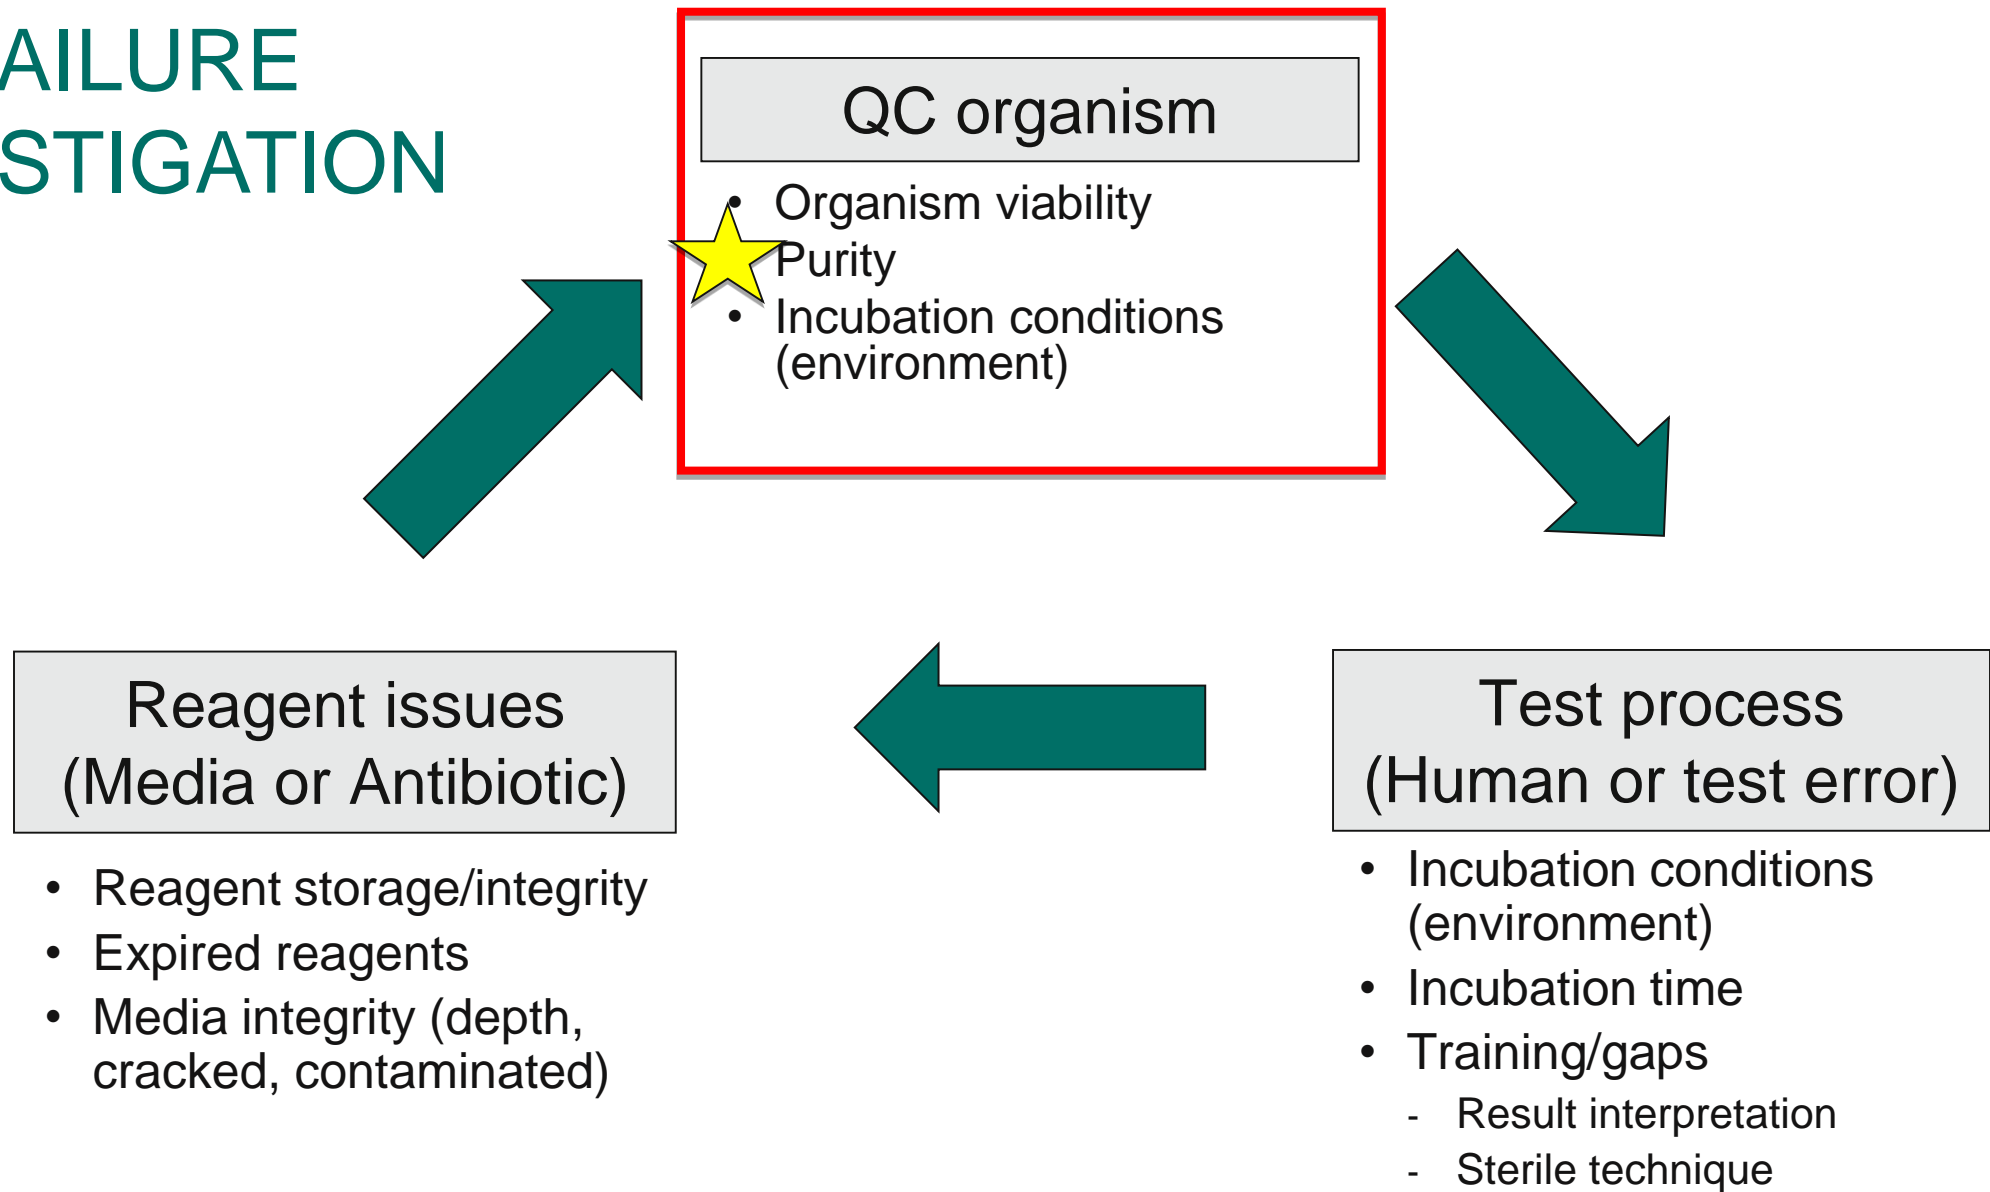 AILURE
STIGATION
QC organism
• Organism viability
Purity
• Incubation conditions
(environment)
Reagent issues
(Media or Antibiotic)
• Reagent storage/integrity
• Expired reagents
• Media integrity (depth,
cracked, contaminated)
Test process
(Human or test error)
• Incubation conditions
(environment)
• Incubation time
• Training/gaps
- Result interpretation
- Sterile technique